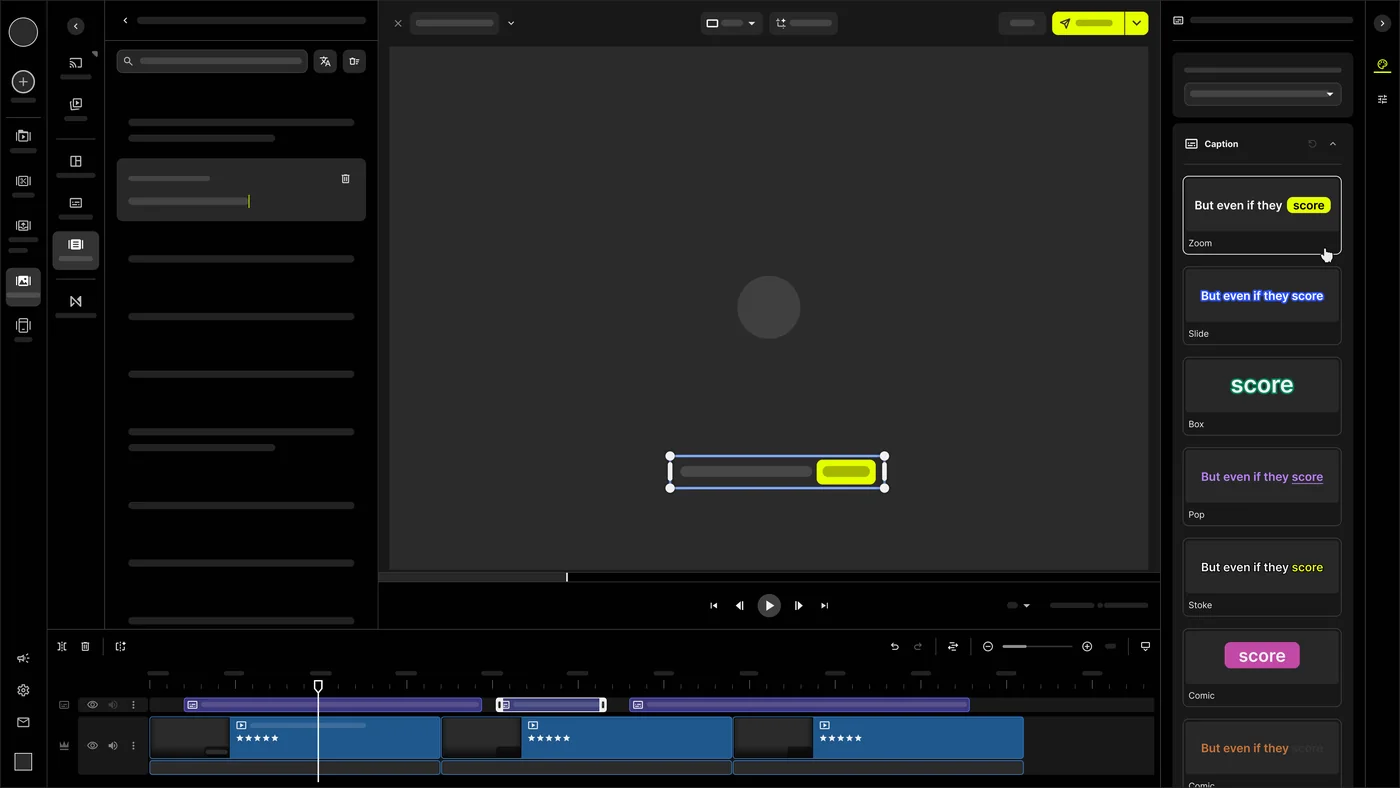 Caption
But even if they score
Zoom
But even if they score
Slide
score
Box
But even if they score
Pop
But even if they score
Stoke
score
Comic
But even if they score
Comic